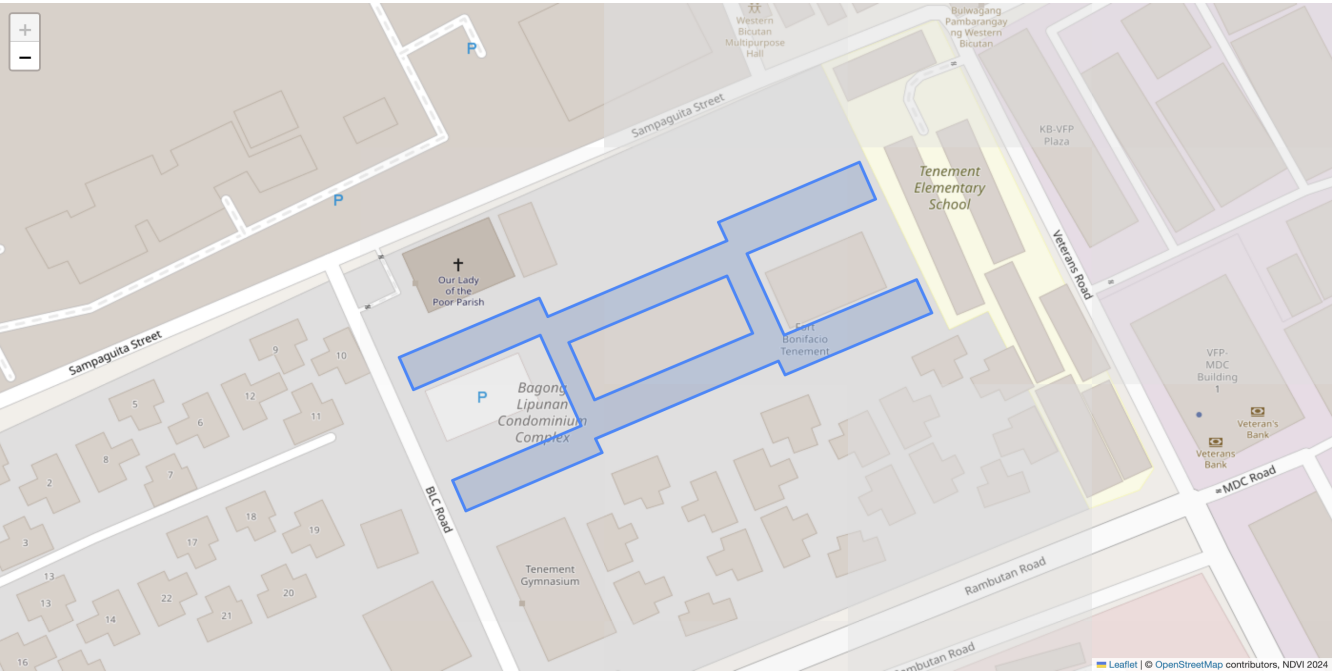 +
−
P
Western
Bicutan
Multipurpose
Hall
Bulwagang
Pambarangay
ng Western
Bicutan
Sampaguita Street
KB-VFP
Plaza
Tenement
Elementary
School
P
Our Lady
of the
Poor Parish
Veterans Road
Sampaguita Street
Fort
Bonifacio
Tenement
9
10
5
12
6
11
P
Bagong
Lipunan
Condominium
Complex
VFP-
MDC
Building
1
Veteran's
Bank
Veterans
Bank
8
7
2
MDC Road
BLC Road
18
17
19
3
Tenement
Gymnasium
Rambutan Road
13
13
22
20
14
21
16
Rambutan Road
Leaflet | © OpenStreetMap contributors, NDVI 2024